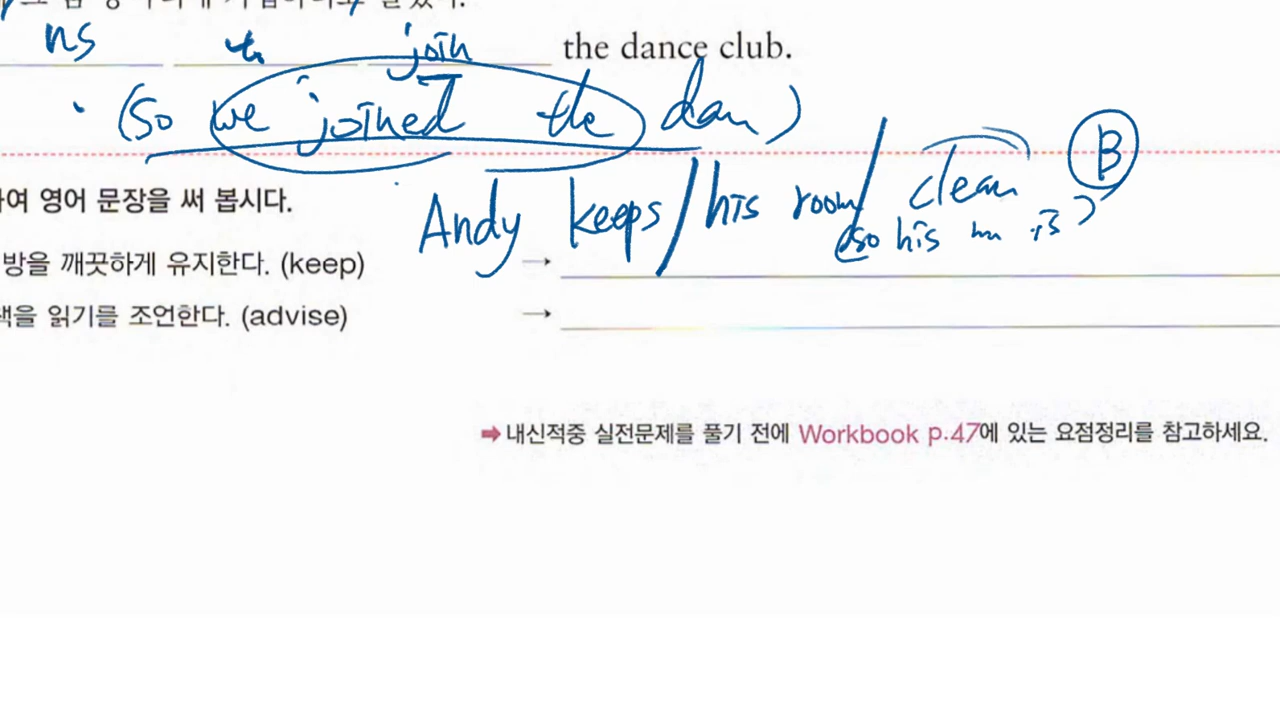 us to join the dance club.
(So we joined the dan)
하여 영어 문장을 써 봅시다.
Andy keeps / his room / clean B
(so his is)
방을 깨끗하게 유지한다. (keep) →
책을 읽기를 조언한다. (advise) →
➡ 내신적중 실전문제를 풀기 전에 Workbook p.47에 있는 요점정리를 참고하세요.